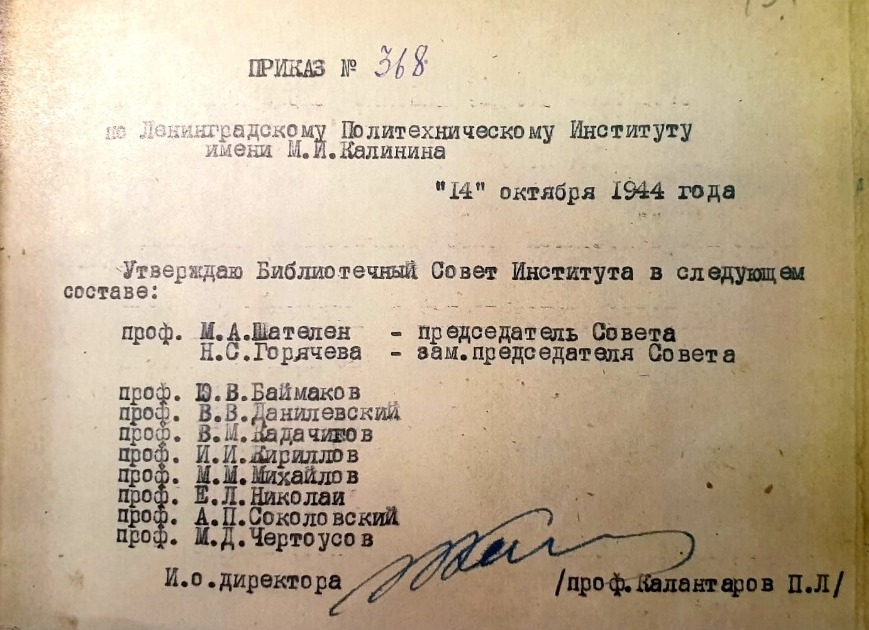 ПРИКАЗ № 368
по Ленинградскому Политехническому Институту
имени М.И.Калинина
"14" октября 1944 года
Утверждаю Библиотечный Совет Института в следующем
составе:
проф. М.А.Шателен - председатель Совета
Н.С.Горячева - зам.председателя Совета
проф. Ю.В.Баймаков
проф. В.В.Данилевский
проф. В.М.Кадачигов
проф. И.И.Кириллов
проф. М.М.Михайлов
проф. Е.Л.Николаи
проф. А.П.Соколовский
проф. М.Д.Чертоусов
И.о.директора /проф.Калантаров П.Л/